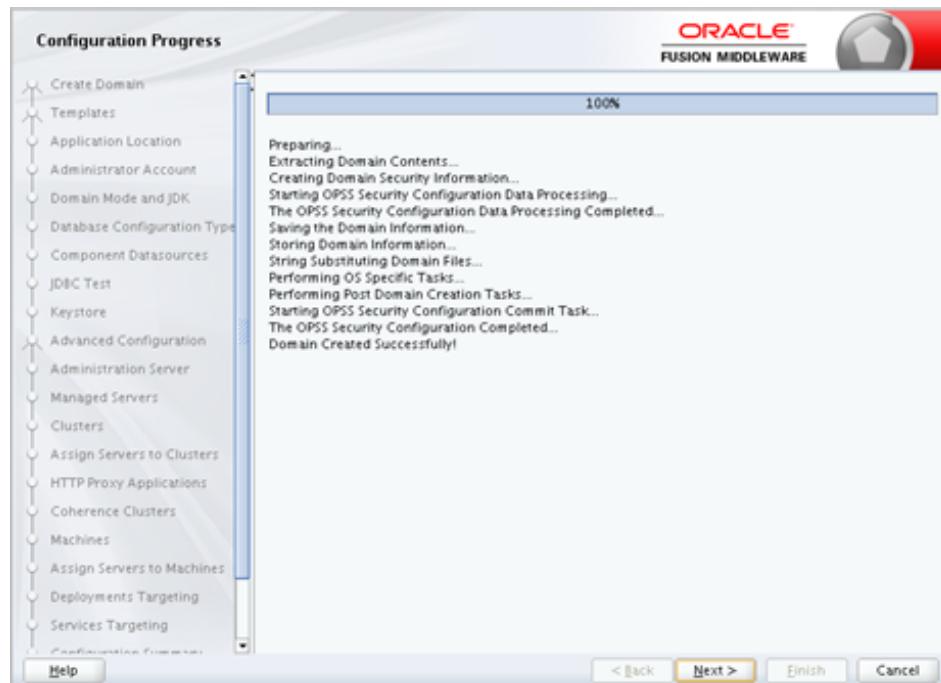 Configuration Progress
ORACLE
FUSION MIDDLEWARE
Create Domain
Templates
Application Location
Administrator Account
Domain Mode and JDK
Database Configuration Type
Component Datasources
JDBC Test
Keystore
Advanced Configuration
Administration Server
Managed Servers
Clusters
Assign Servers to Clusters
HTTP Proxy Applications
Coherence Clusters
Machines
Assign Servers to Machines
Deployments Targeting
Services Targeting
Configuration Summary
100%
Preparing...
Extracting Domain Contents...
Creating Domain Security Information...
Starting OPSS Security Configuration Data Processing...
The OPSS Security Configuration Data Processing Completed...
Saving the Domain Information...
Storing Domain Information...
String Substituting Domain Files...
Performing OS Specific Tasks...
Performing Post Domain Creation Tasks...
Starting OPSS Security Configuration Commit Task...
The OPSS Security Configuration Completed...
Domain Created Successfully!
Help
< Back
Next >
Finish
Cancel